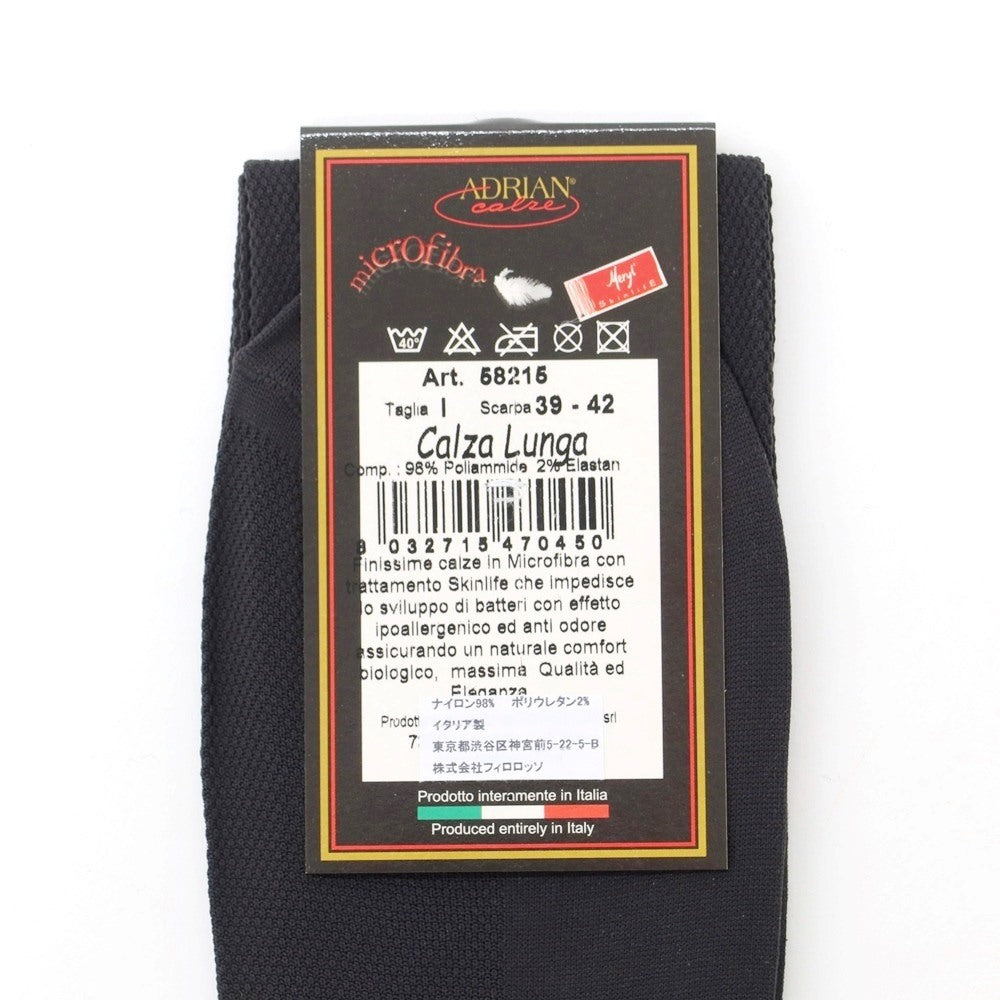 ADRIAN®
calze
microfibra
Meryl®
Skinlife
40°
Art. 58215
Taglia I Scarpa 39 - 42
Calza Lunga
Comp. : 98% Poliammide 2% Elastan
8 032715 470450
Finissime calze in Microfibra con
trattamento Skinlife che impedisce
lo sviluppo di batteri con effetto
ipoallergenico ed anti odore
assicurando un naturale comfort
biologico, massima Qualità ed
Eleganza
ナイロン98% ポリウレタン2%
Prodott srl
イタリア製
東京都渋谷区神宮前5-22-5-B
株式会社フィロロッソ
Prodotto interamente in Italia
Produced entirely in Italy